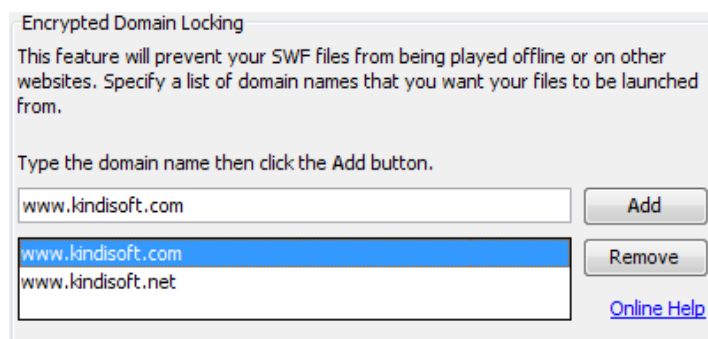 Encrypted Domain Locking
This feature will prevent your SWF files from being played offline or on other
websites. Specify a list of domain names that you want your files to be launched
from.
Type the domain name then click the Add button.
www.kindisoft.com
Add
www.kindisoft.com
Remove
www.kindisoft.net
Online Help